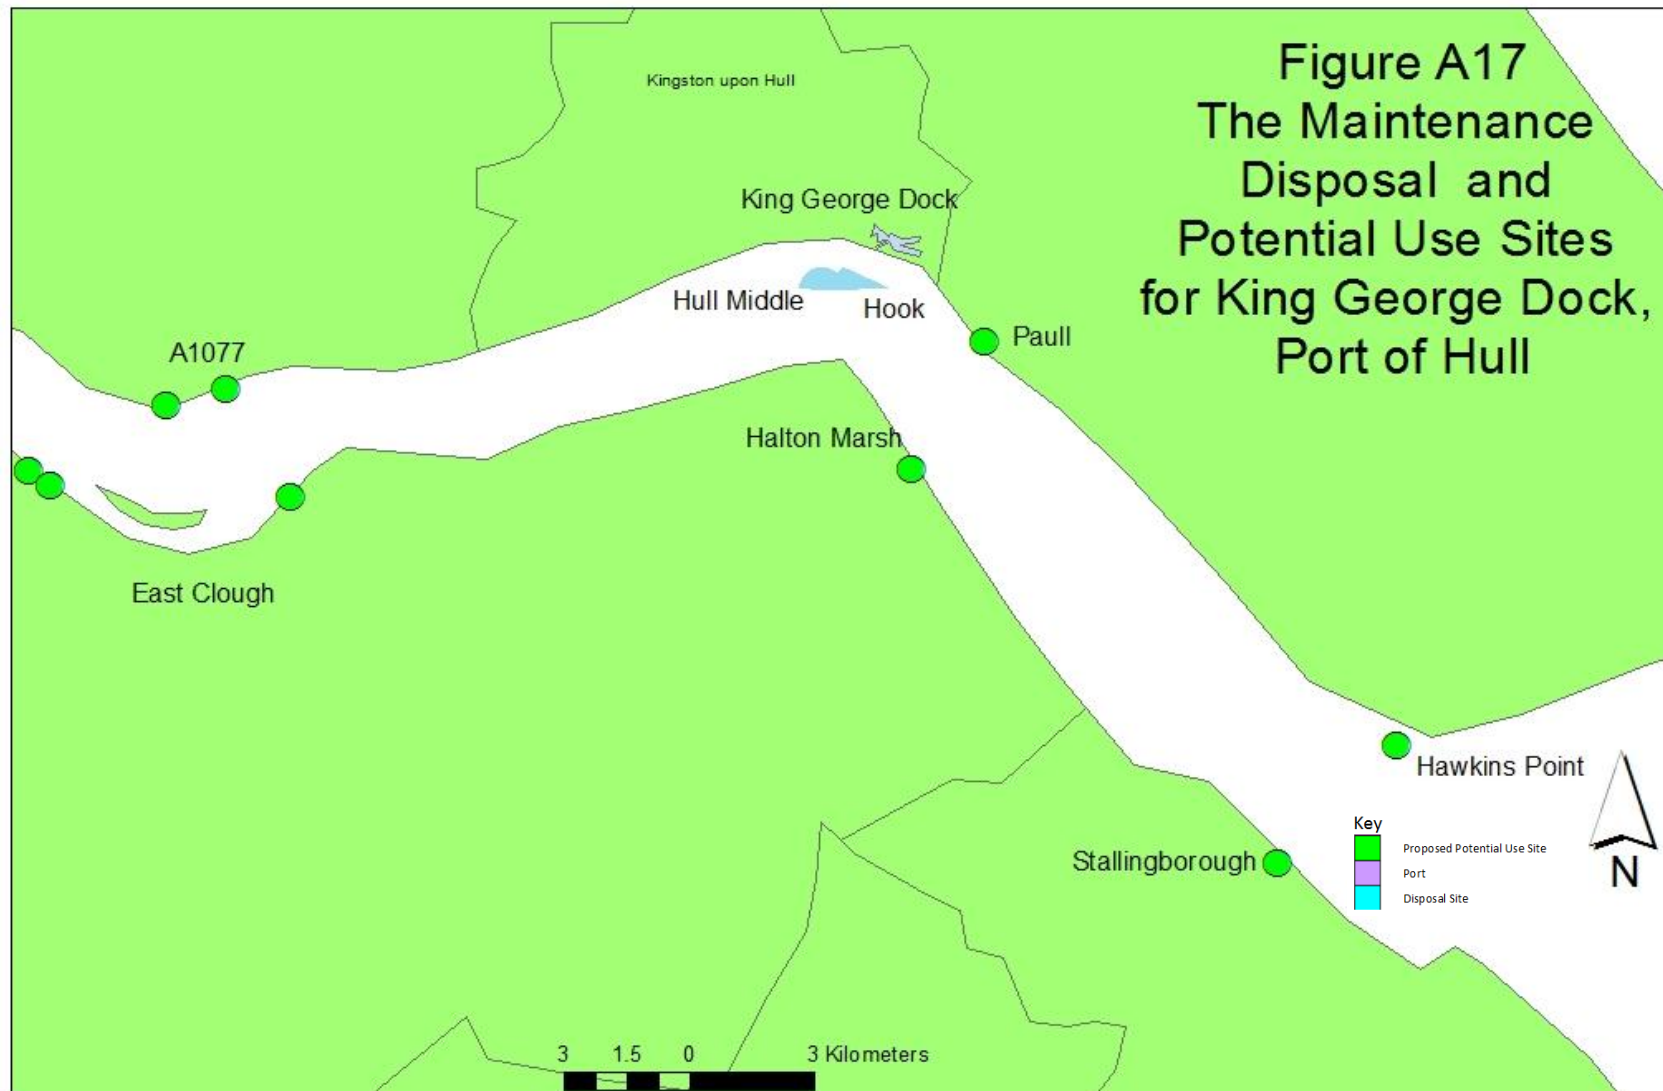 Figure A17
The Maintenance
Disposal and
Potential Use Sites
for King George Dock,
Port of Hull
Kingston upon Hull
King George Dock
Hull Middle
Hook
Paull
A1077
Halton Marsh
East Clough
Hawkins Point
Stallingborough
Key
Proposed Potential Use Site
Port
Disposal Site
N
3 1.5 0 3 Kilometers